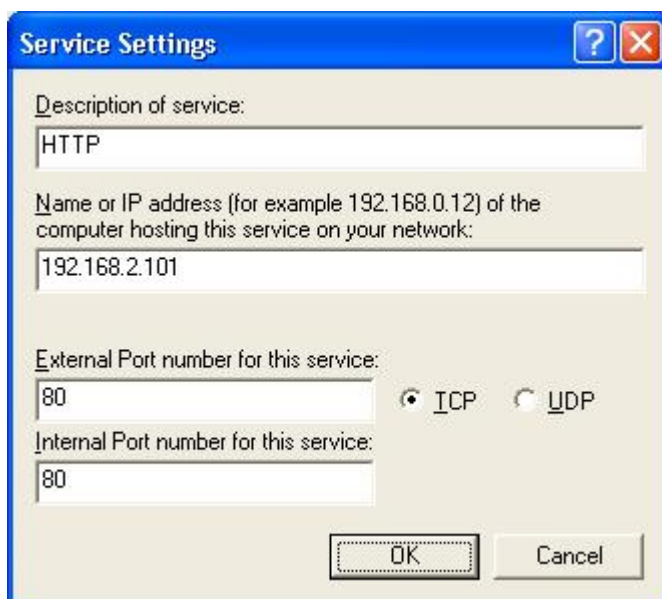 Service Settings
?
Description of service:
HTTP
Name or IP address (for example 192.168.0.12) of the
computer hosting this service on your network:
192.168.2.101
External Port number for this service:
80
TCP
UDP
Internal Port number for this service:
80
OK
Cancel